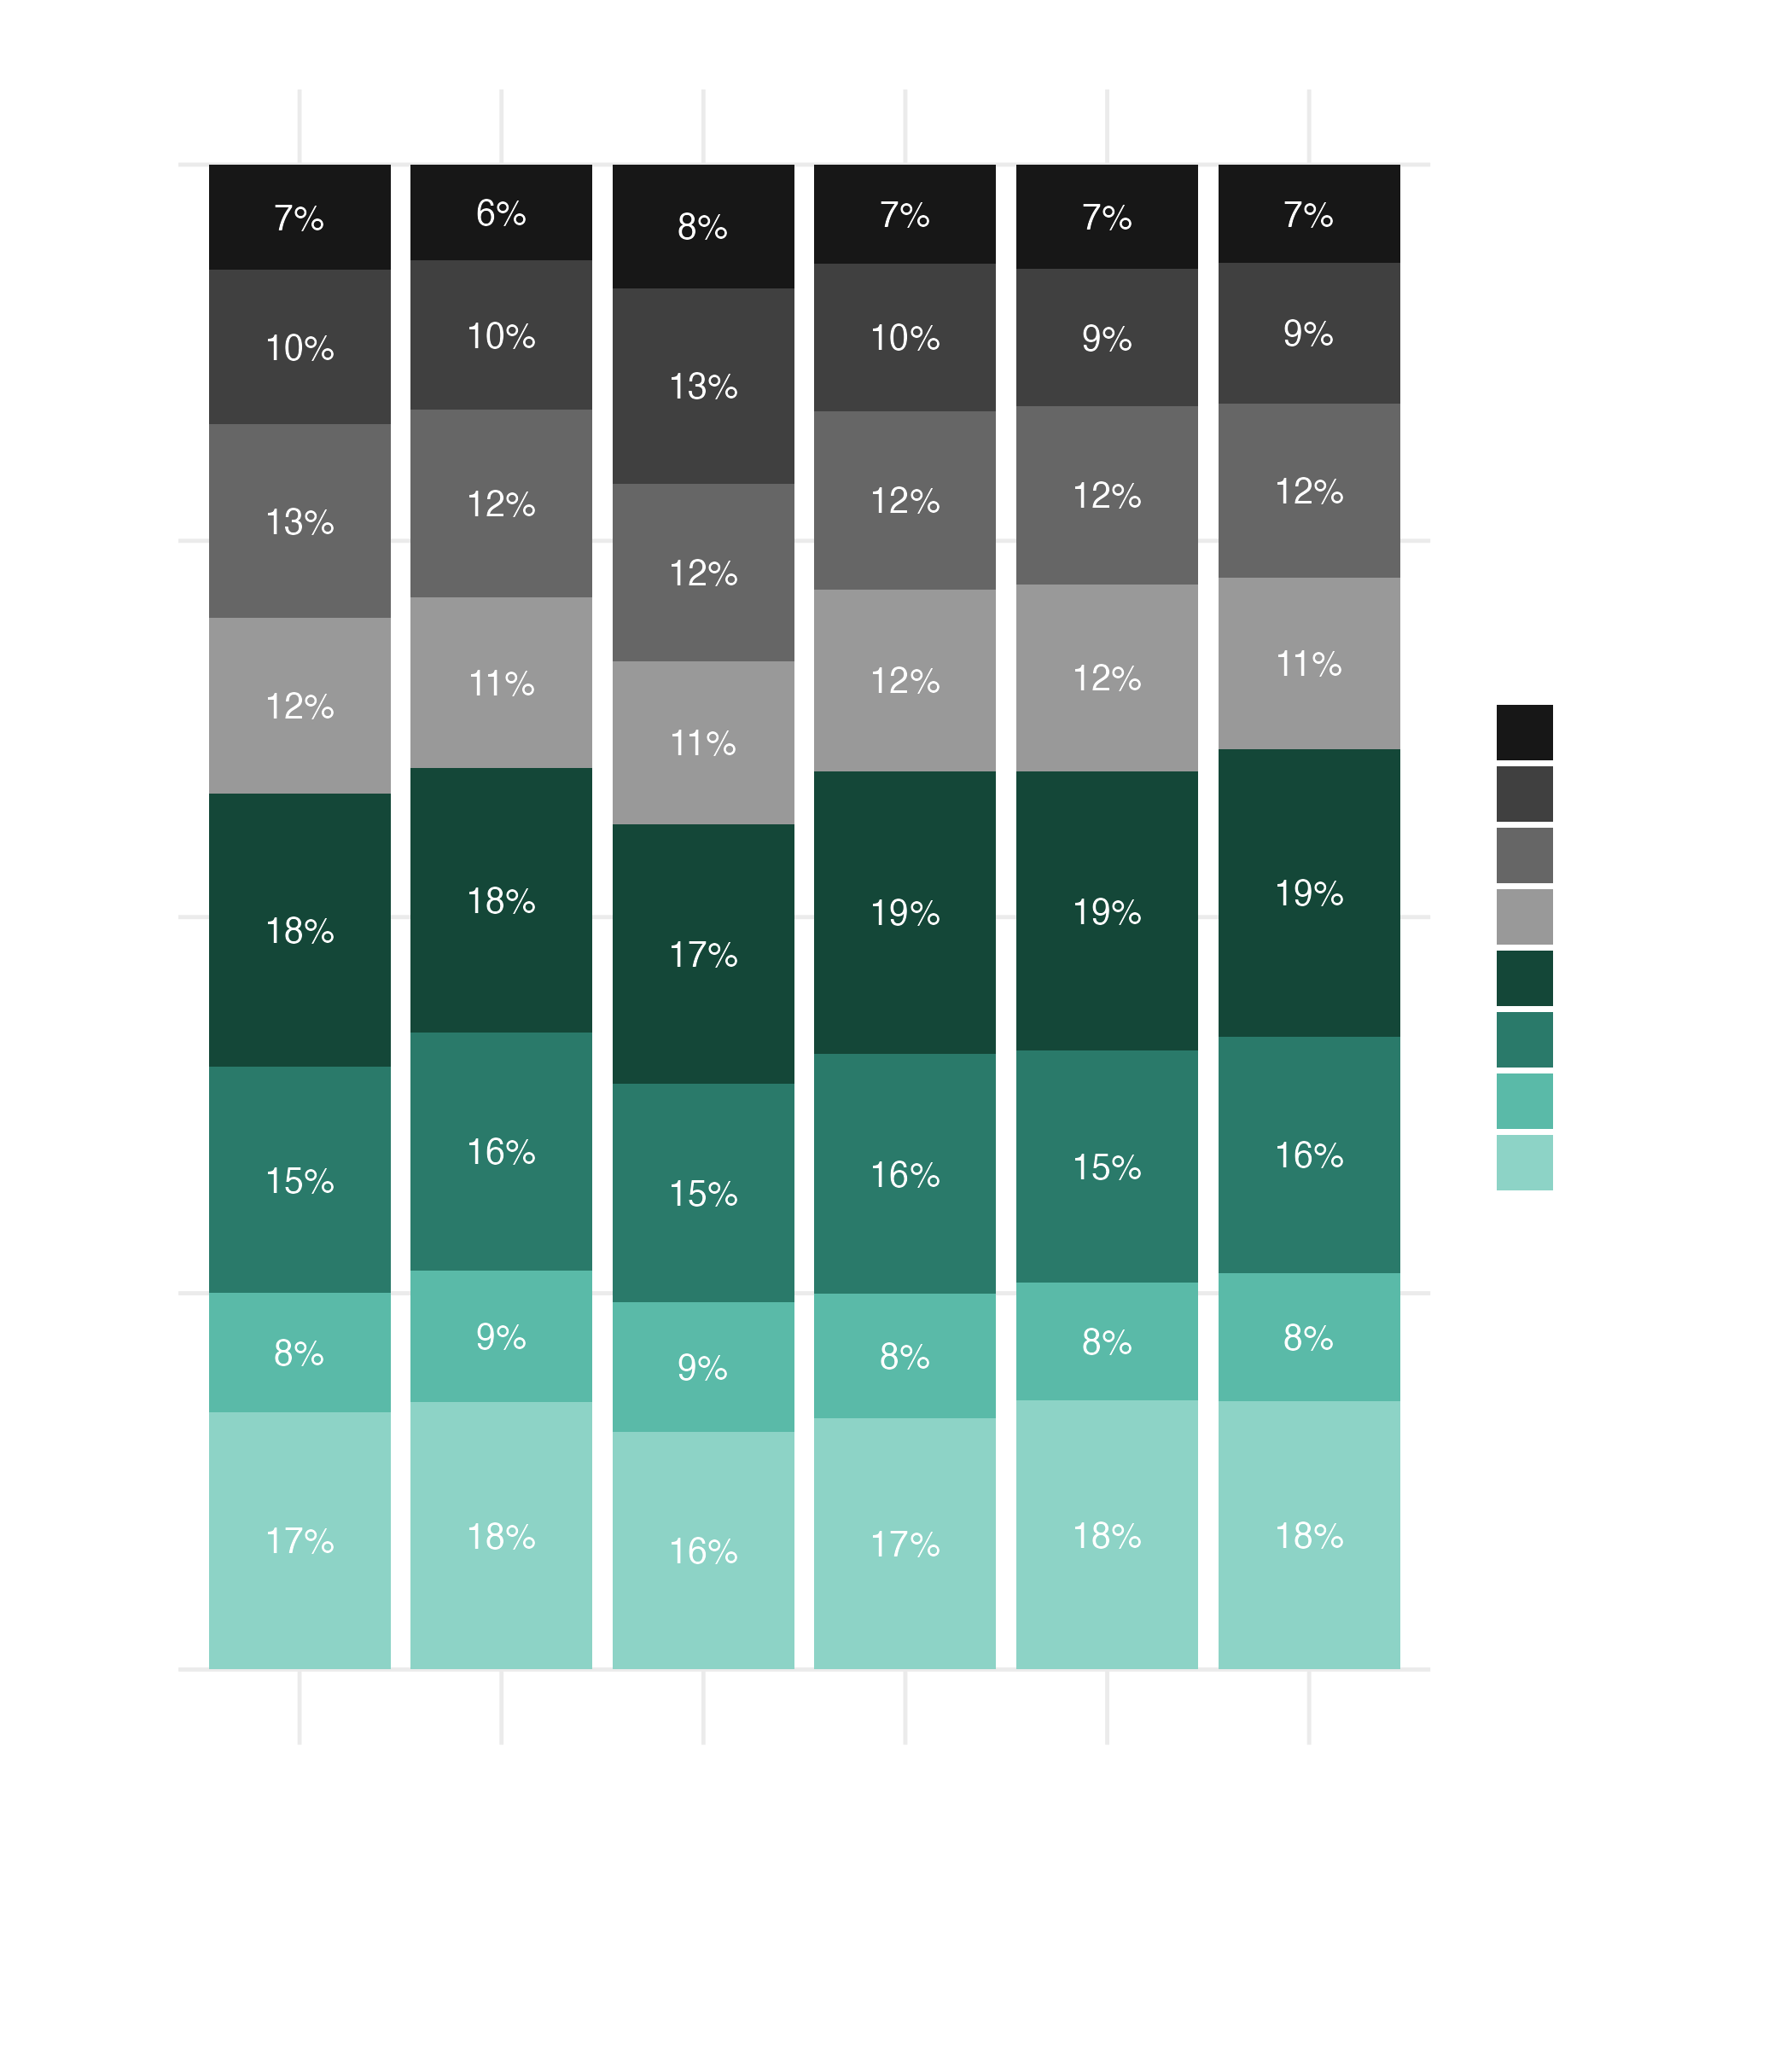 7% 6% 8% 7% 7% 7%
10% 10% 13% 10% 9% 9%
13% 12% 12% 12% 12% 12%
12% 11% 11% 12% 12% 11%
18% 18% 17% 19% 19% 19%
15% 16% 15% 16% 15% 16%
8% 9% 9% 8% 8% 8%
17% 18% 16% 17% 18% 18%